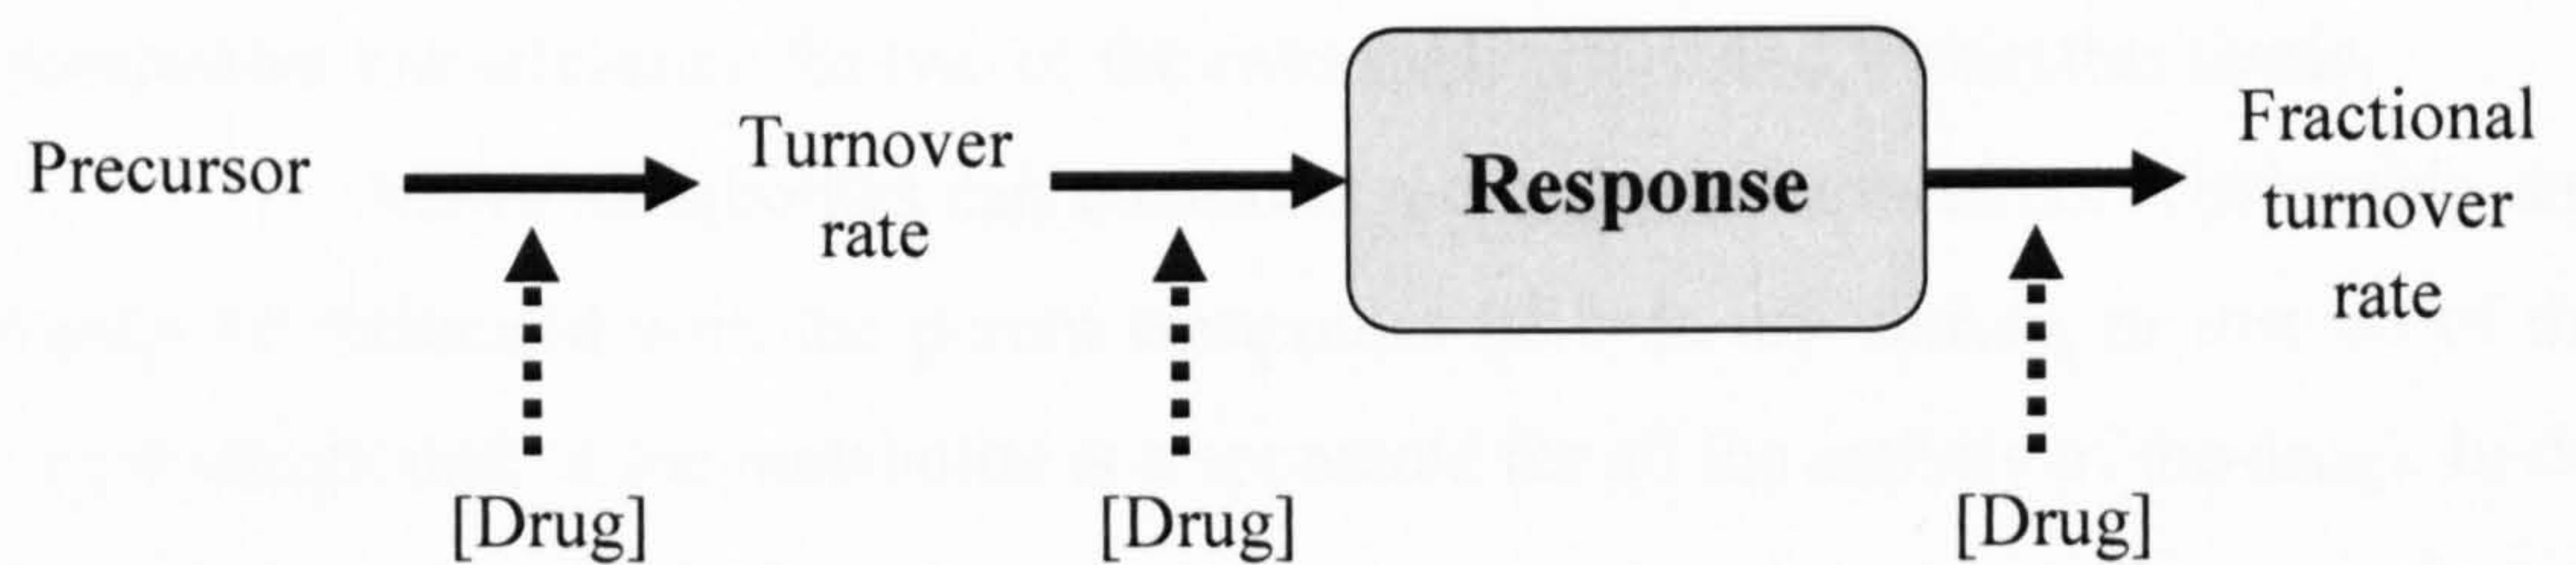 Precursor
Turnover
rate
Response
Fractional
turnover
rate
[Drug]
[Drug]
[Drug]